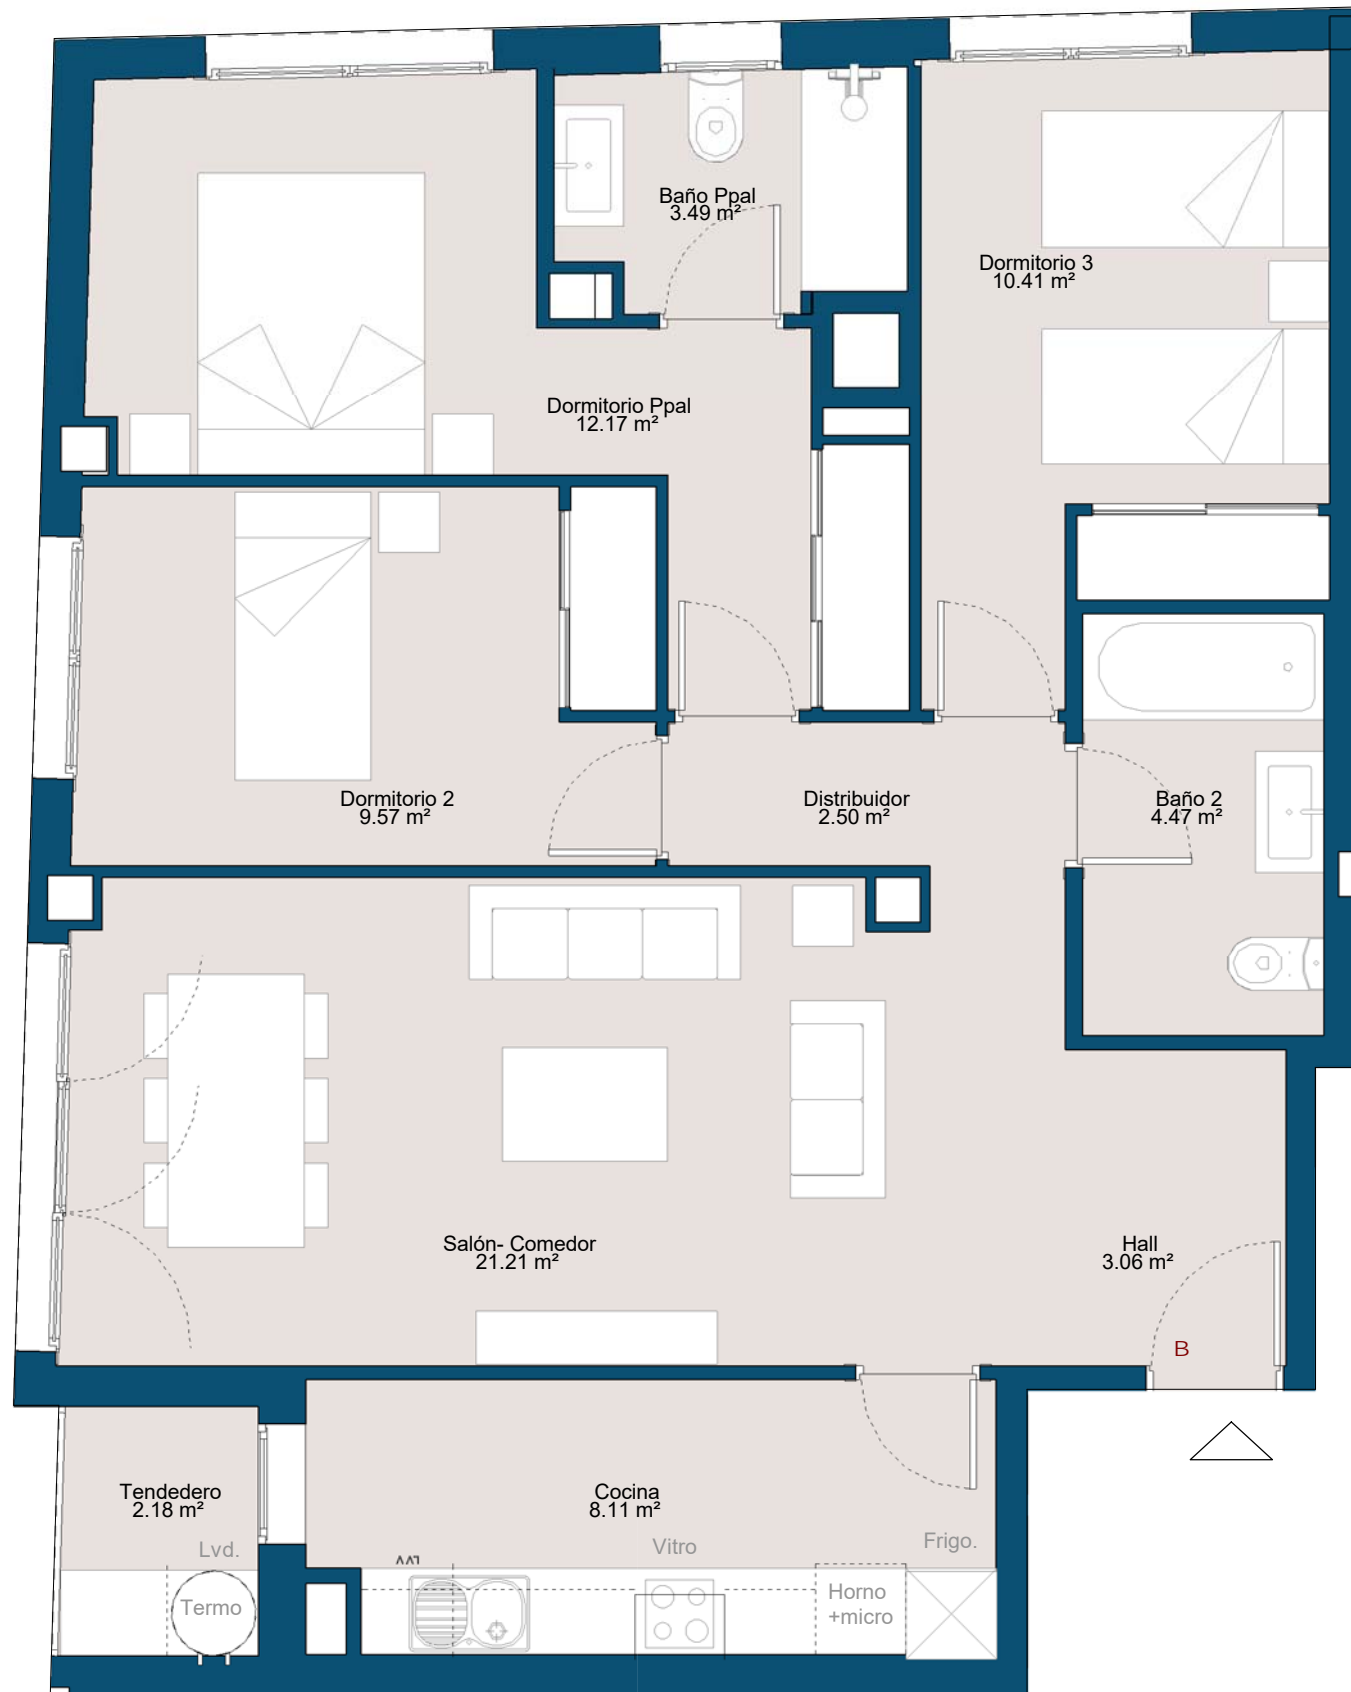 Baño Ppal
3.49 m²
Dormitorio 3
10.41 m²
Dormitorio Ppal
12.17 m²
Dormitorio 2
9.57 m²
Distribuidor
2.50 m²
Baño 2
4.47 m²
Salón- Comedor
21.21 m²
Hall
3.06 m²
B
Tendedero
2.18 m²
Cocina
8.11 m²
Lvd.
LVV
Vitro
Frigo.
Termo
Horno
+micro